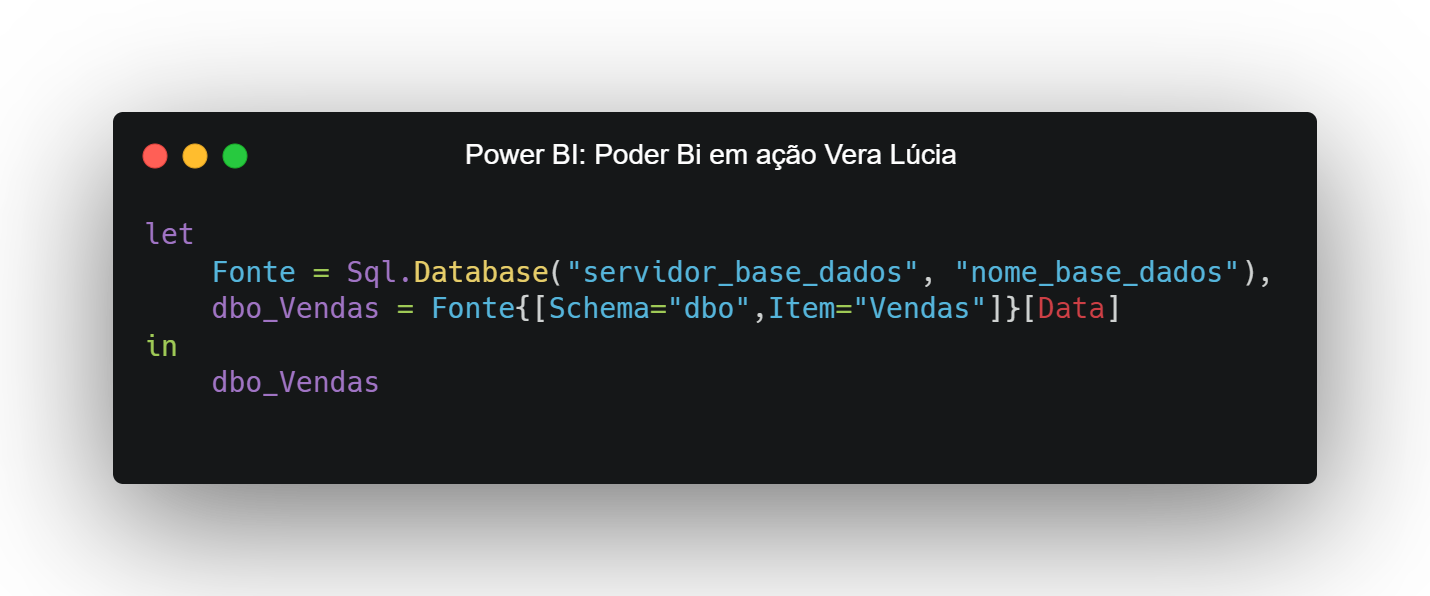 Power BI: Poder Bi em ação Vera Lúcia
let
    Fonte = Sql.Database("servidor_base_dados", "nome_base_dados"),
    dbo_Vendas = Fonte{[Schema="dbo",Item="Vendas"]}[Data]
in
    dbo_Vendas